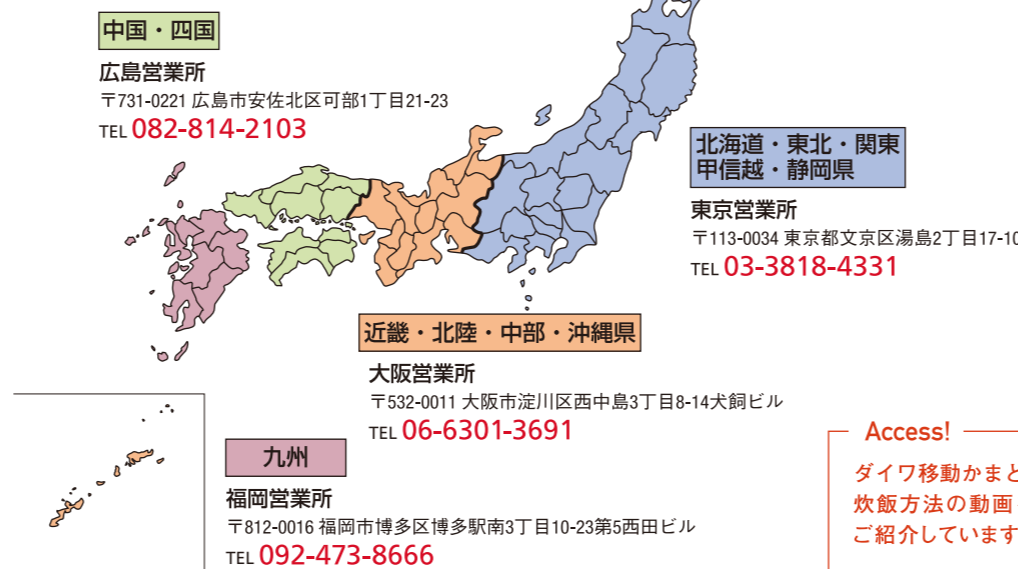 中国・四国
広島営業所
〒731-0221 広島市安佐北区可部1丁目21-23
TEL 082-814-2103
北海道・東北・関東
甲信越・静岡県
東京営業所
〒113-0034 東京都文京区湯島2丁目17-10
TEL 03-3818-4331
近畿・北陸・中部・沖縄県
大阪営業所
〒532-0011 大阪市淀川区西中島3丁目8-14犬飼ビル
TEL 06-6301-3691
九州
福岡営業所
〒812-0016 福岡市博多区博多駅南3丁目10-23第5西田ビル
TEL 092-473-8666
Access!
ダイワ移動かまど
炊飯方法の動画
ご紹介しています